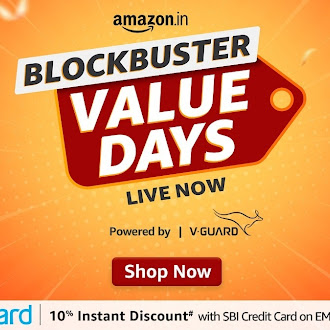 amazon.in
BLOCKBUSTER
VALUE
DAYS
LIVE NOW
Powered by | V-GUARD
Shop Now
ard | 10% Instant Discount# with SBI Credit Card on EM